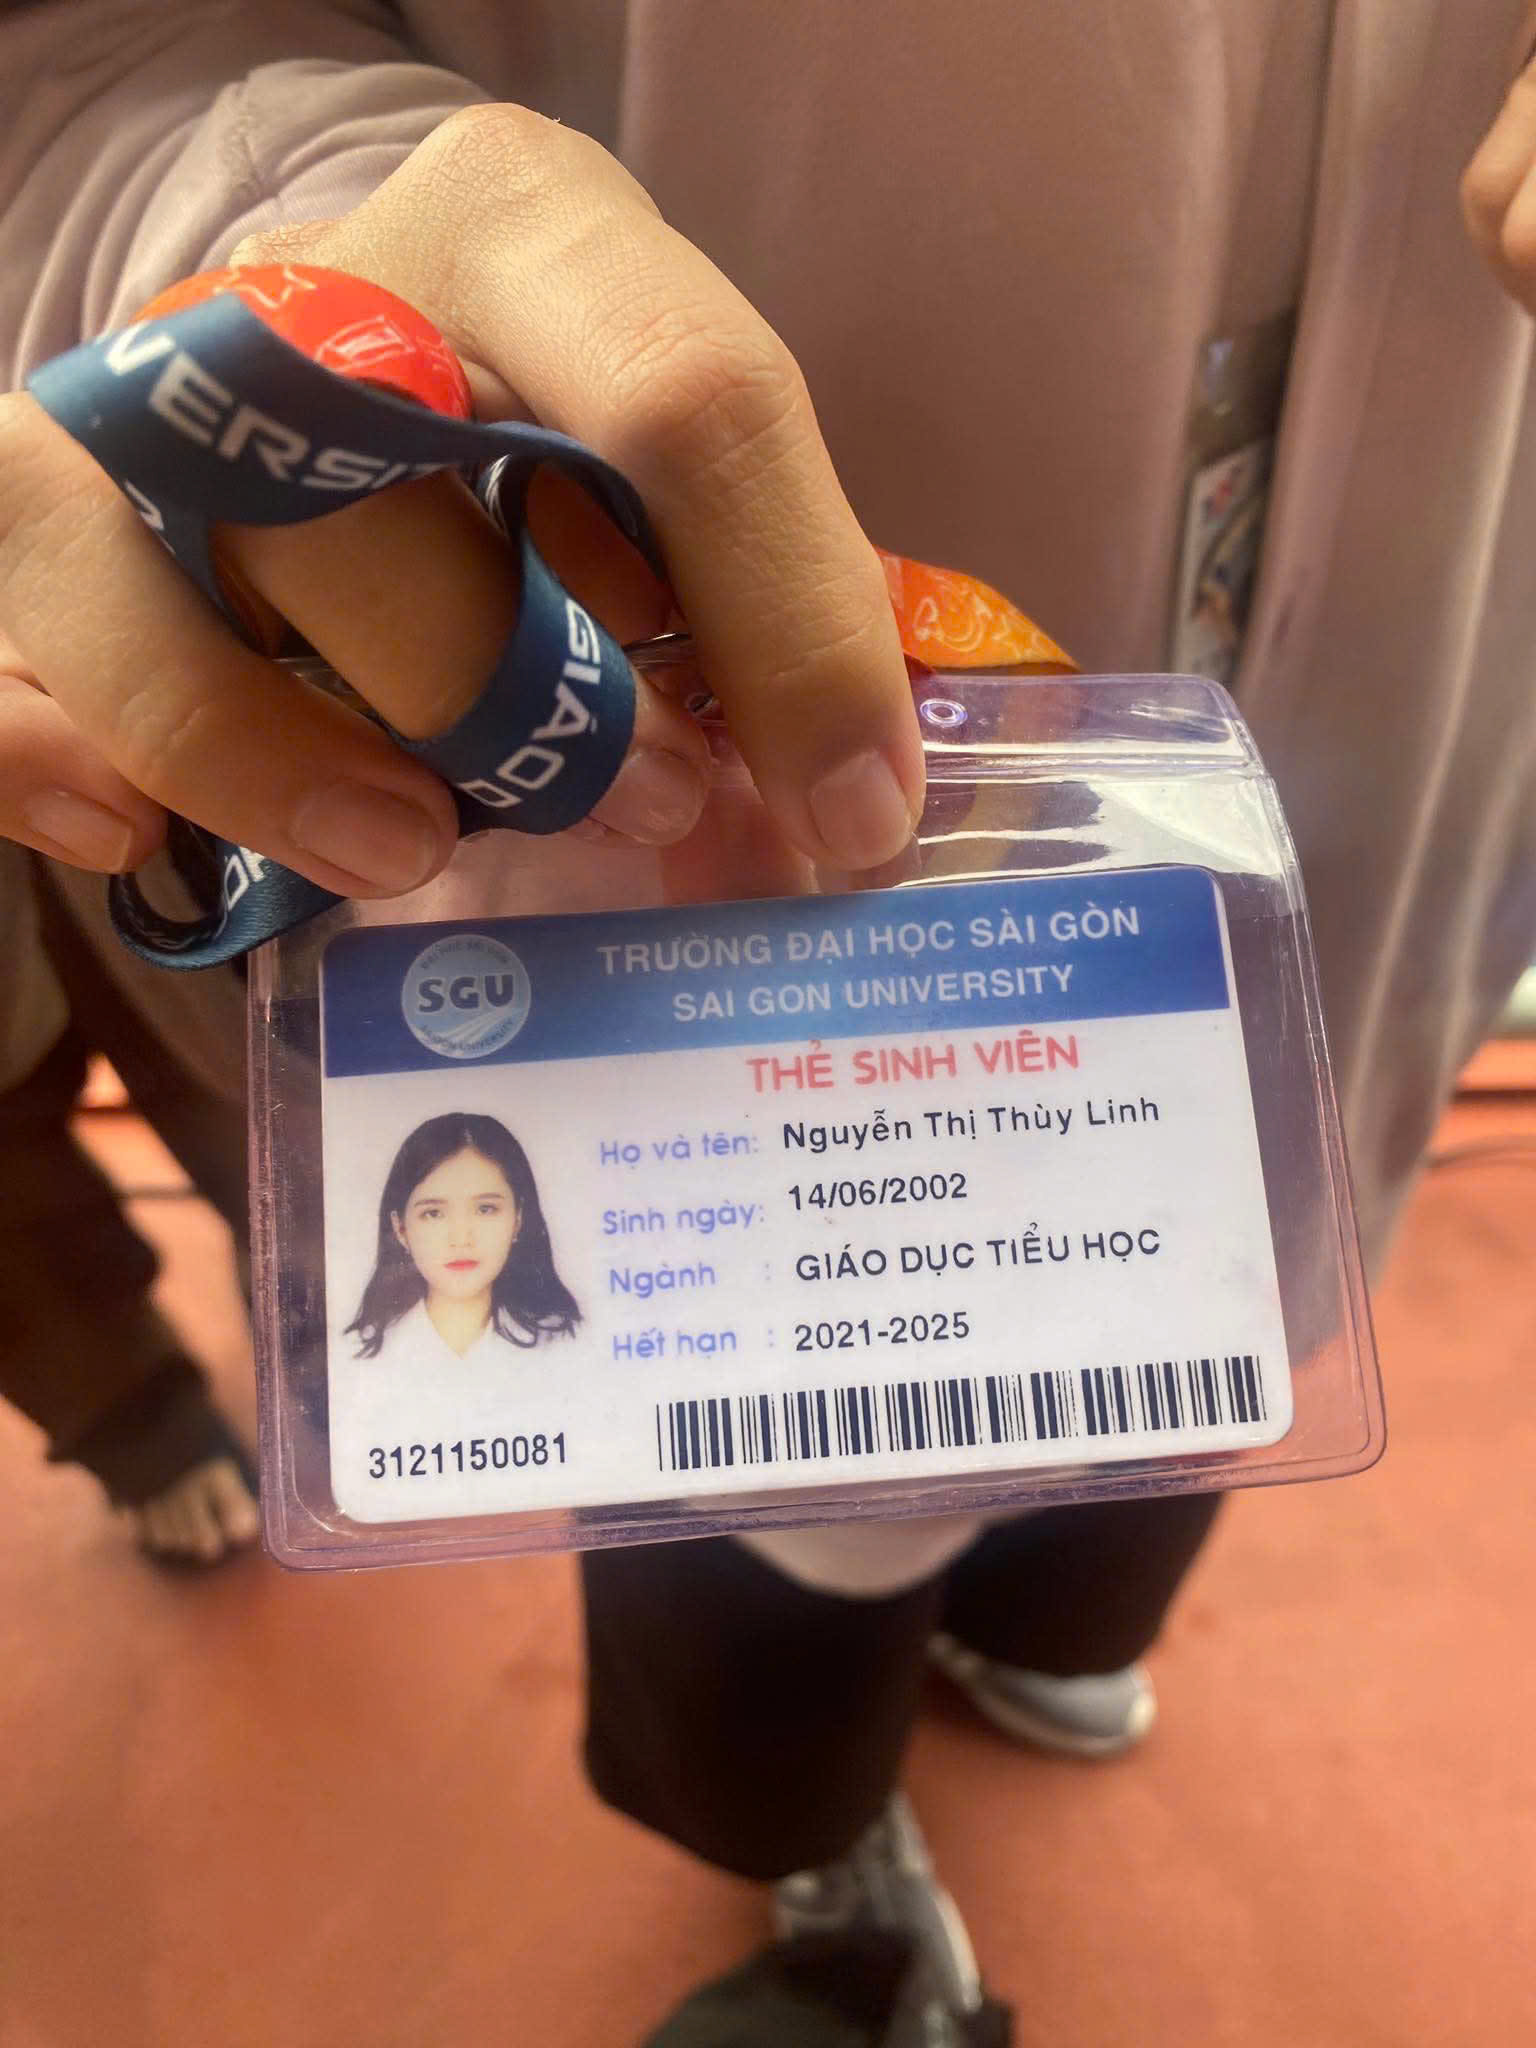 VERSIT
GIÁO D
TRƯỜNG ĐẠI HỌC SÀI GÒN
SAI GON UNIVERSITY
SGU
THẺ SINH VIÊN
Họ và tên: Nguyễn Thị Thùy Linh
Sinh ngày: 14/06/2002
Ngành : GIÁO DỤC TIỂU HỌC
Hết hạn : 2021-2025
3121150081